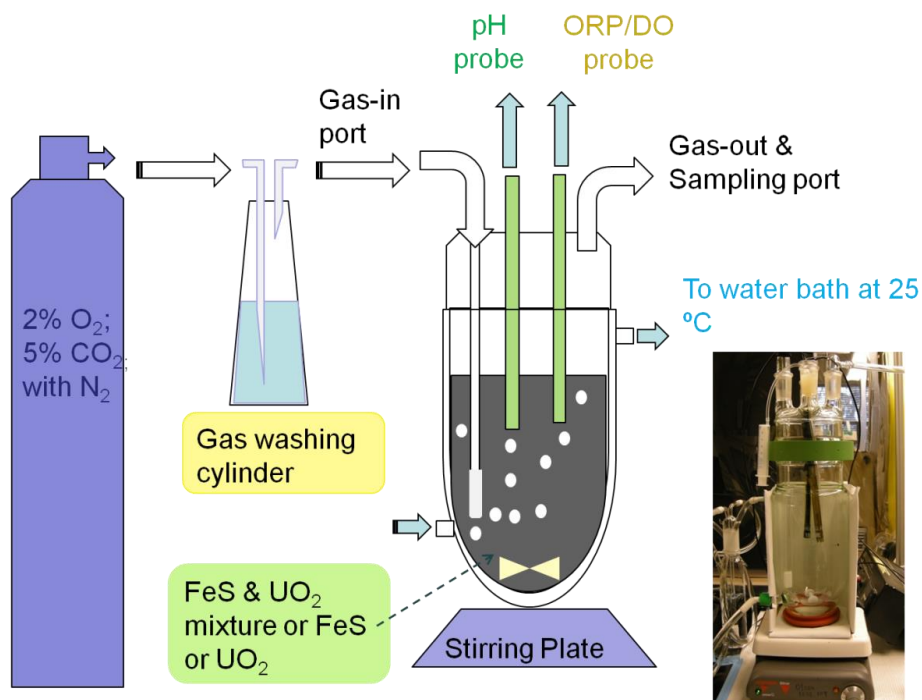 pH
probe
ORP/DO
probe
Gas-in
port
Gas-out &
Sampling port
2% O₂;
5% CO₂;
with N₂
To water bath at 25
ºC
Gas washing
cylinder
FeS & UO₂
mixture or FeS
or UO₂
Stirring Plate